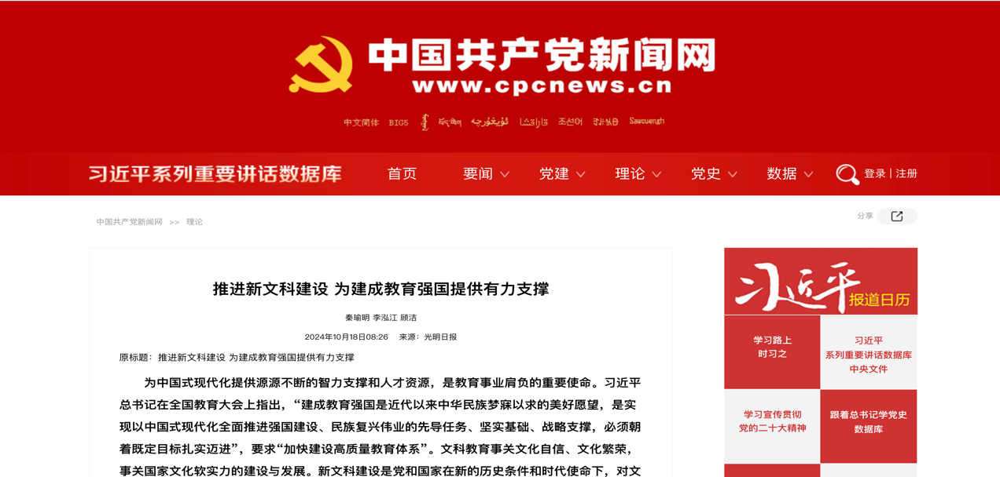 中国共产党新闻网
www.cpcnews.cn
中文简体 BIG5 조선어 Sawcuengh
习近平系列重要讲话数据库 首页 要闻 党建 理论 党史 数据 登录 | 注册
中国共产党新闻网 >> 理论
分享
推进新文科建设 为建成教育强国提供有力支撑
秦瑜明 李泓江 顾洁
2024年10月18日08:26 来源：光明日报
原标题：推进新文科建设 为建成教育强国提供有力支撑
为中国式现代化提供源源不断的智力支撑和人才资源，是教育事业肩负的重要使命。习近平
总书记在全国教育大会上指出，“建成教育强国是近代以来中华民族梦寐以求的美好愿望，是实
现以中国式现代化全面推进强国建设、民族复兴伟业的先导任务、坚实基础、战略支撑，必须朝
着既定目标扎实迈进”，要求“加快建设高质量教育体系”。文科教育事关文化自信、文化繁荣，
事关国家文化软实力的建设与发展。新文科建设是党和国家在新的历史条件和时代使命下，对文
习近平
报道日历
学习路上
时习之
习近平
系列重要讲话数据库
中央文件
学习宣传贯彻
党的二十大精神
跟着总书记学党史
数据库